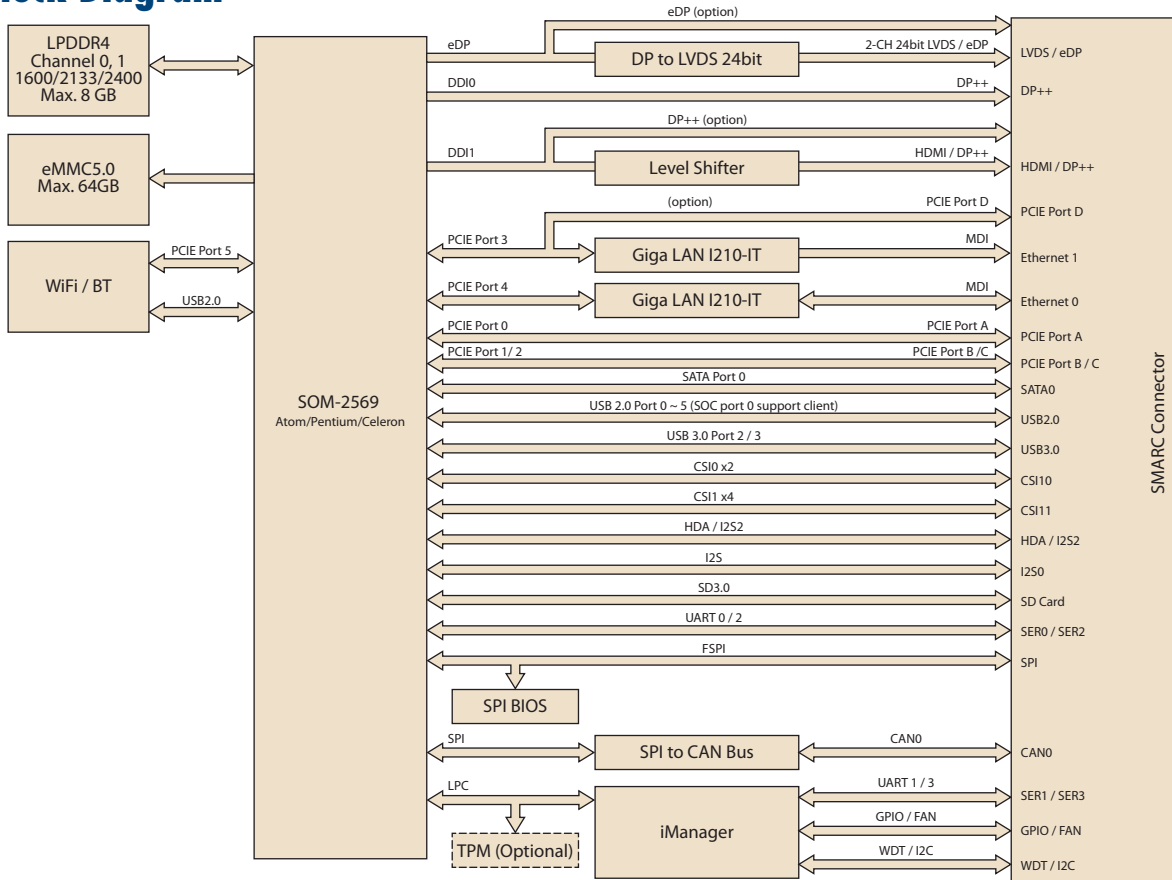 LPDDR4
Channel 0, 1
1600/2133/2400
Max. 8 GB
eMMC5.0
Max. 64GB
WiFi / BT
PCIE Port 5
USB2.0
SOM-2569
Atom/Pentium/Celeron
eDP (option)
eDP
DP to LVDS 24bit
2-CH 24bit LVDS / eDP
LVDS / eDP
DDI0
DP++
DP++
DP++ (option)
DDI1
Level Shifter
HDMI / DP++
HDMI / DP++
(option)
PCIE Port D
PCIE Port D
PCIE Port 3
Giga LAN I210-IT
MDI
Ethernet 1
PCIE Port 4
Giga LAN I210-IT
MDI
Ethernet 0
PCIE Port 0
PCIE Port A
PCIE Port A
PCIE Port 1/ 2
PCIE Port B /C
PCIE Port B / C
SATA Port 0
SATA0
USB 2.0 Port 0 ~ 5 (SOC port 0 support client)
USB2.0
USB 3.0 Port 2 / 3
USB3.0
CSI0 x2
CSI10
CSI1 x4
CSI11
HDA / I2S2
HDA / I2S2
I2S
I2S0
SD3.0
SD Card
UART 0 / 2
SER0 / SER2
FSPI
SPI
SPI BIOS
SPI
SPI to CAN Bus
CAN0
CAN0
LPC
TPM (Optional)
iManager
UART 1 / 3
SER1 / SER3
GPIO / FAN
GPIO / FAN
WDT / I2C
WDT / I2C
SMARC Connector